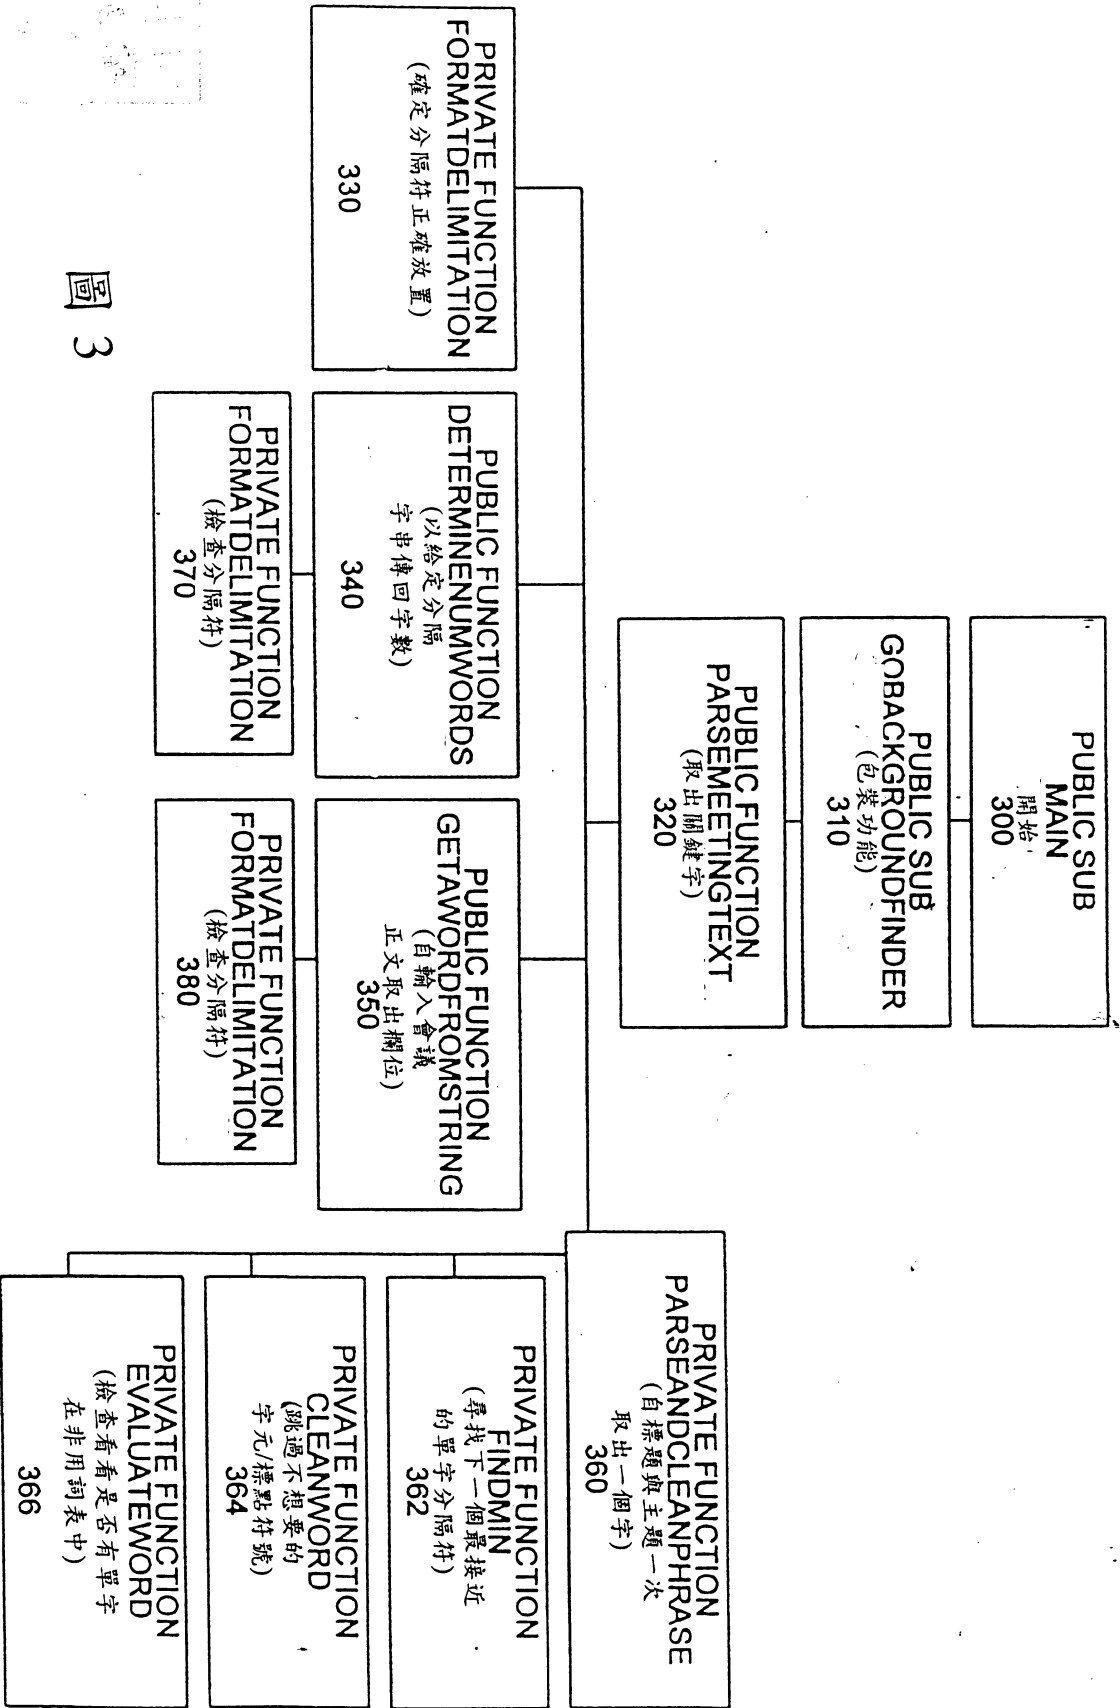 PUBLIC SUB
MAIN
開始
300
PUBLIC SUB
GOBACKGROUNDFINDER
(包裝功能)
310
PUBLIC FUNCTION
PARSEMEETINGTEXT
(取出關鍵字)
320
PRIVATE FUNCTION
FORMATDELIMITATION
(確定分隔符正確放置)
330
PUBLIC FUNCTION
DETERMINENUMWORDS
(以給定分隔
字串傳回字數)
340
PRIVATE FUNCTION
FORMATDELIMITATION
(檢查分隔符)
370
PUBLIC FUNCTION
GETAWORDFROMSTRING
(自輸入會議
正文取出欄位)
350
PRIVATE FUNCTION
FORMATDELIMITATION
(檢查分隔符)
380
PRIVATE FUNCTION
PARSEANDCLEANPHRASE
(自標題與主題一次
取出一個字)
360
PRIVATE FUNCTION
FINDMIN
(尋找下一個最接近
的單字分隔符)
362
PRIVATE FUNCTION
CLEANWORD
(跳過不想要的
字元/標點符號)
364
PRIVATE FUNCTION
EVALUATEWORD
(檢查看看是否有單字
在非用詞表中)
366
圖 3